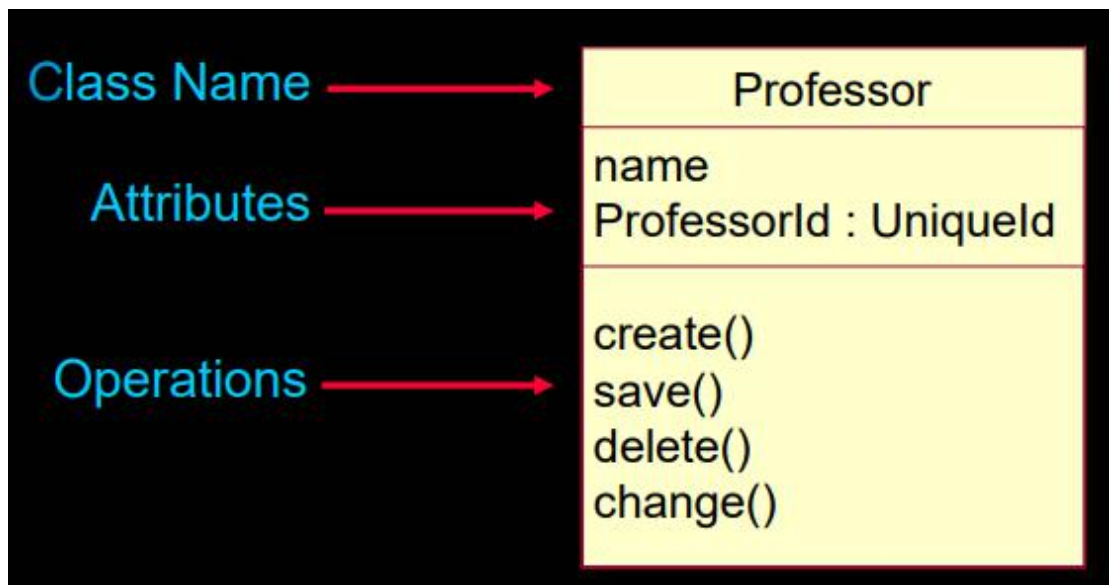 Class Name
Professor
Attributes
name
ProfessorId : UniqueId
Operations
create()
save()
delete()
change()